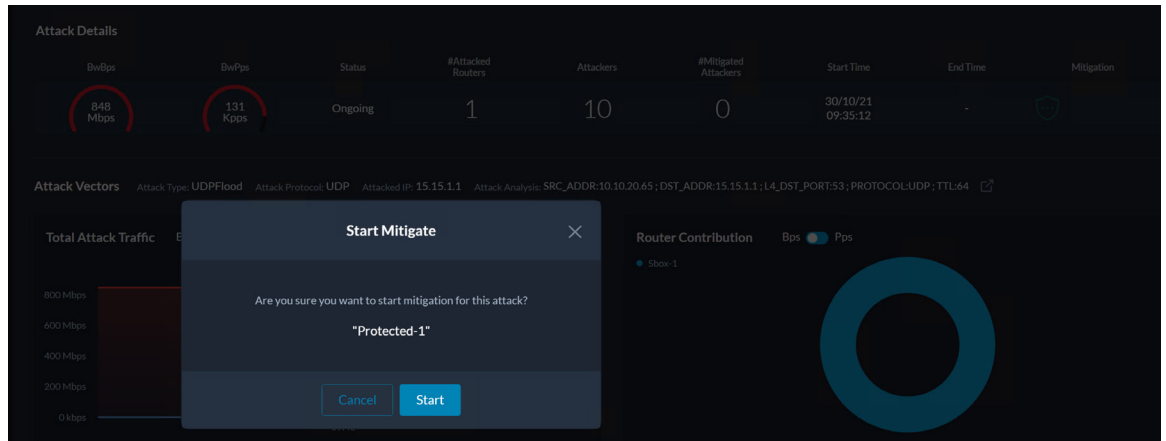 Attack Details
BwBps BwPps Status #Attacked Routers Attackers #Mitigated Attackers Start Time End Time Mitigation
848 Mbps 131 Kpps Ongoing 1 10 0 30/10/21 09:35:12 -
Attack Vectors Attack Type: UDPFlood Attack Protocol: UDP Attacked IP: 15.15.1.1 Attack Analysis: SRC_ADDR:10.10.20.65 ; DST_ADDR:15.15.1.1 ; L4_DST_PORT:53 ; PROTOCOL:UDP ; TTL:64
Total Attack Traffic
Start Mitigate
Router Contribution Bps Pps
Sbox-1
Are you sure you want to start mitigation for this attack?
"Protected-1"
800 Mbps
600 Mbps
400 Mbps
200 Mbps
0 kbps
Cancel Start